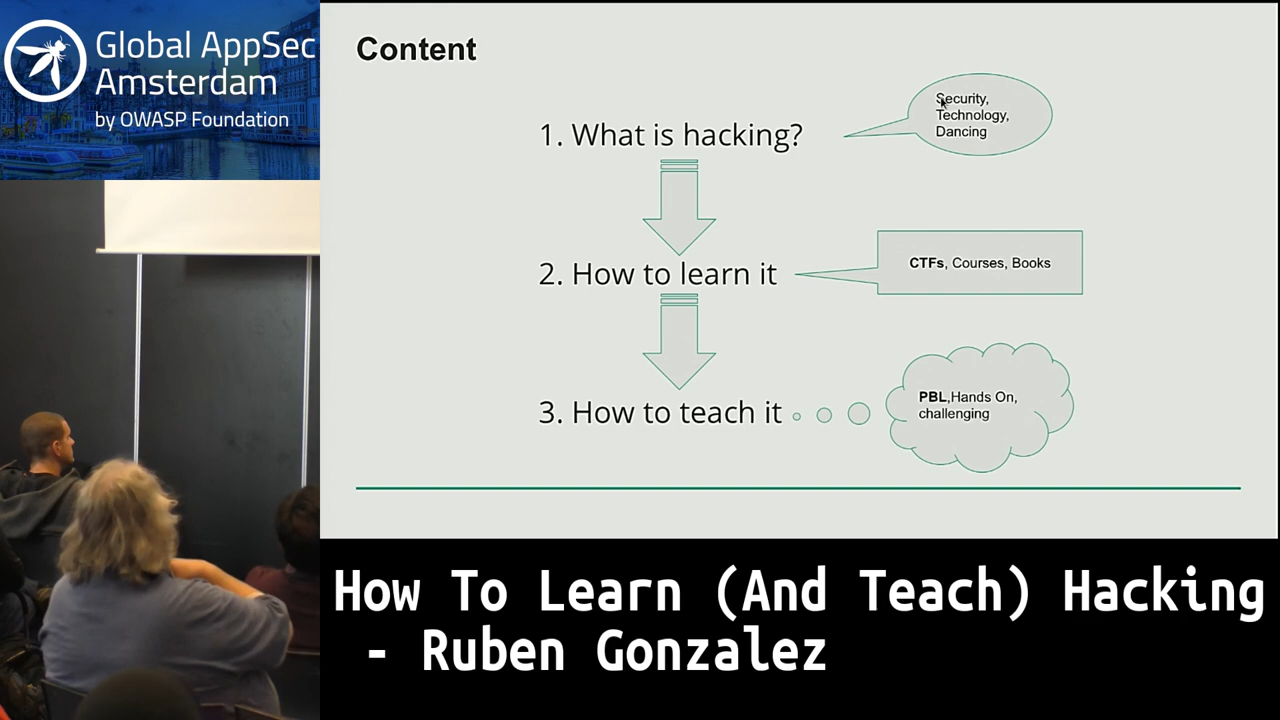 Global AppSec
Amsterdam
by OWASP Foundation
Content
1. What is hacking?
Security,
Technology,
Dancing
2. How to learn it
CTFs, Courses, Books
3. How to teach it
PBL,Hands On,
challenging
How To Learn (And Teach) Hacking
- Ruben Gonzalez